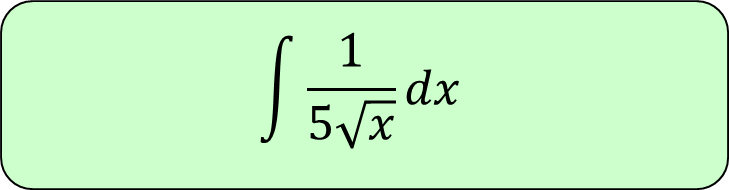 ∫ 1/(5√x) dx